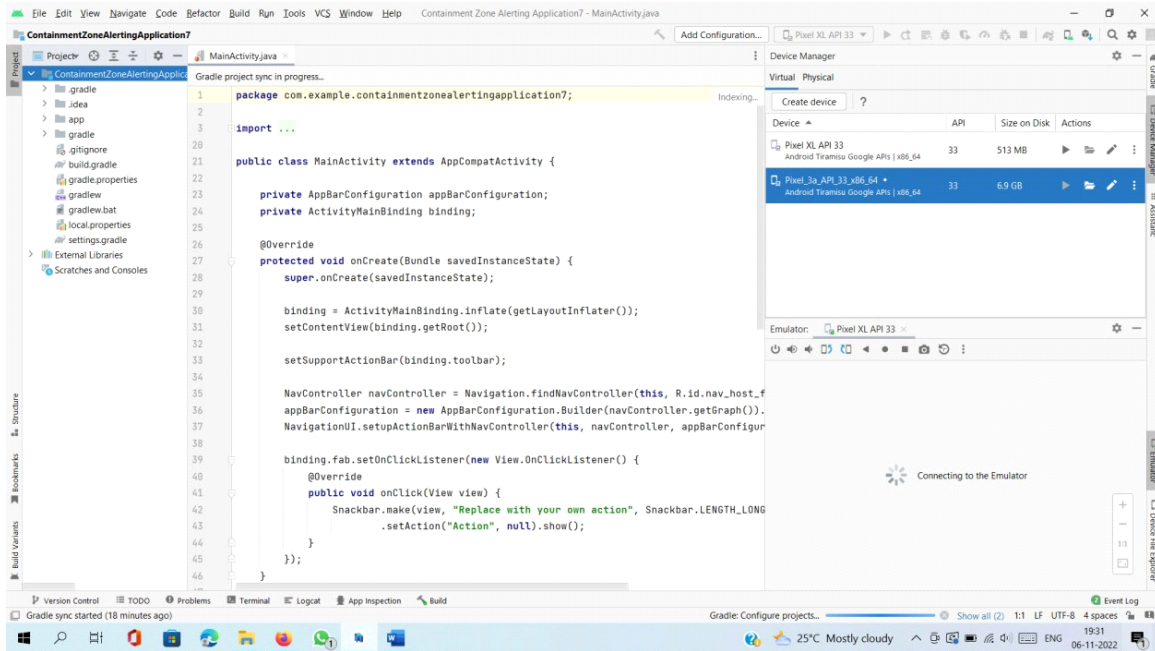 File Edit View Navigate Code Refactor Build Run Tools VCS Window Help Containment Zone Alerting Application7 - MainActivity.java
ContainmentZoneAlertingApplication7
Add Configuration...
Pixel XL API 33
Project
MainActivity.java
ContainmentZoneAlertingApplica
.gradle
.idea
app
gradle
.gitignore
build.gradle
gradle.properties
gradlew
gradlew.bat
local.properties
settings.gradle
External Libraries
Scratches and Consoles
Project
Structure
Bookmarks
Build Variants
Gradle project sync in progress...
Indexing...
1 package com.example.containmentzonealertingapplication7;
2
3 import ...
20
21 public class MainActivity extends AppCompatActivity {
22
23 private AppBarConfiguration appBarConfiguration;
24 private ActivityMainBinding binding;
25
26 @Override
27 protected void onCreate(Bundle savedInstanceState) {
28 super.onCreate(savedInstanceState);
29
30 binding = ActivityMainBinding.inflate(getLayoutInflater());
31 setContentView(binding.getRoot());
32
33 setSupportActionBar(binding.toolbar);
34
35 NavController navController = Navigation.findNavController(this, R.id.nav_host_f
36 appBarConfiguration = new AppBarConfiguration.Builder(navController.getGraph()).
37 NavigationUI.setupActionBarWithNavController(this, navController, appBarConfigur
38
39 binding.fab.setOnClickListener(new View.OnClickListener() {
40 @Override
41 public void onClick(View view) {
42 Snackbar.make(view, "Replace with your own action", Snackbar.LENGTH_LONG
43 .setAction("Action", null).show();
44 }
45 });
46 }
Device Manager
Virtual Physical
Create device ?
Device API Size on Disk Actions
Pixel XL API 33 33 513 MB
Android Tiramisu Google APIs | x86_64
Pixel_3a_API_33_x86_64 33 6.9 GB
Android Tiramisu Google APIs | x86_64
Emulator: Pixel XL API 33
Connecting to the Emulator
1:1
Gradle
Device Manager
Assistant
Emulator
Device File Explorer
Version Control TODO Problems Terminal Logcat App Inspection Build Event Log
Gradle sync started (18 minutes ago) Gradle: Configure projects... Show all (2) 1:1 LF UTF-8 4 spaces
25°C Mostly cloudy ENG 19:31
06-11-2022